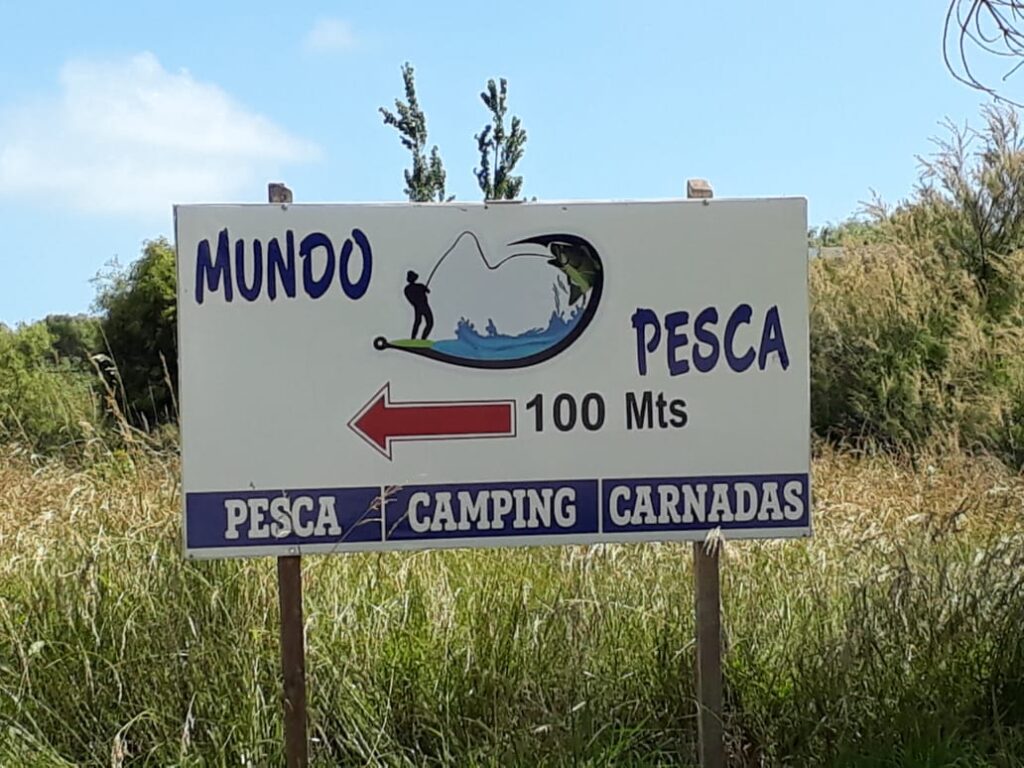 MUNDO
PESCA
100 Mts
PESCA CAMPING CARNADAS